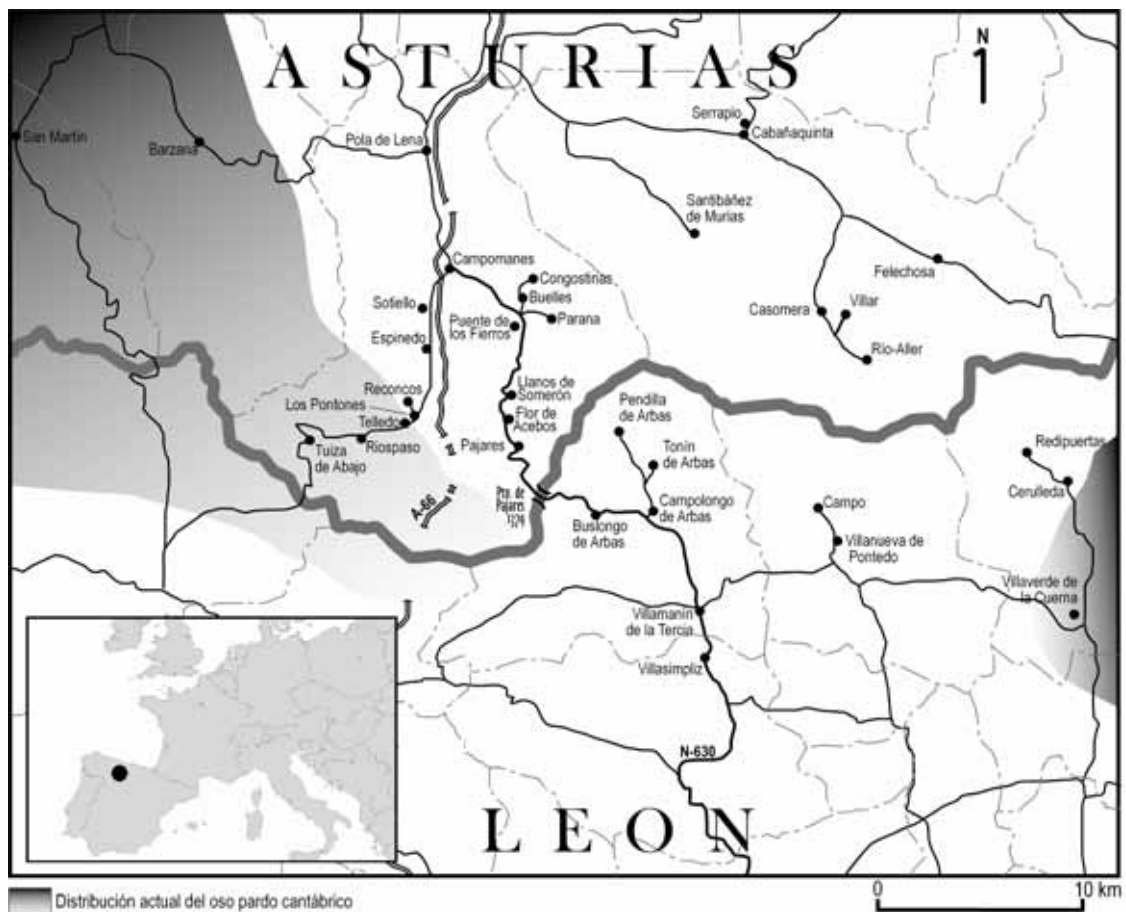 ASTURIAS
N
1
San Martín
Barzana
Pola de Lena
Serrapio
Cabañaquinta
Santibáñez
de Murias
Felechosa
Campomanes
Congostinas
Buelles
Parana
Puente de
los Fierros
Sotiello
Espinedo
Casomera
Villar
Río-Aller
Reconcos
Los Pontones
Telledo
Riospaso
Tuiza
de Abajo
Llanos de
Somerón
Flor de
Acebos
Pajares
Pendilla
de Arbas
Tonín
de Arbas
Campolongo
de Arbas
Busłongo
de Arbas
Pto. de
Pajares
1379
A-66
Redipuertas
Cerulleda
Campo
Villanueva de
Pontedo
Villaverde de
la Cuerna
Villamanín
de la Tercia
Villasimpliz
N-630
LEON
Distribución actual del oso pardo cantábrico
0 10 km